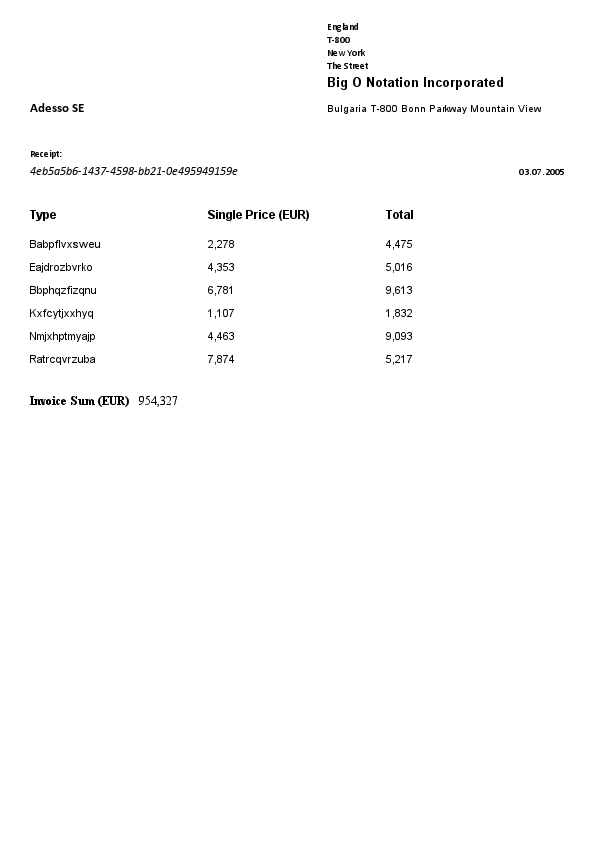 England
T-800
New York
The Street
Big O Notation Incorporated
Adesso SE
Bulgaria T-800 Bonn Parkway Mountain View
Receipt:
4eb5a5b6-1437-4598-bb21-0e495949159e
03.07.2005
Type Single Price (EUR) Total
Babpflvxsweu 2,278 4,475
Eajdrozbvrko 4,353 5,016
Bbphqzfizqnu 6,781 9,613
Kxfcytjxxhyq 1,107 1,832
Nmjxhptmyajp 4,463 9,093
Ratrcqvrzuba 7,874 5,217
Invoice Sum (EUR) 954,327